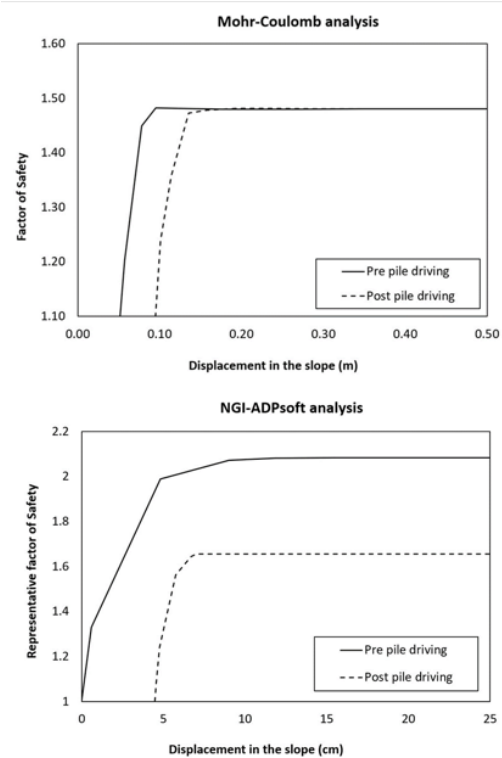 Mohr-Coulomb analysis
1.60
1.50
1.40
1.30
1.20
1.10
Factor of Safety
Pre pile driving
Post pile driving
0.00 0.10 0.20 0.30 0.40 0.50
Displacement in the slope (m)
NGI-ADPsoft analysis
2.2
2
1.8
1.6
1.4
1.2
1
Representative factor of Safety
Pre pile driving
Post pile driving
0 5 10 15 20 25
Displacement in the slope (cm)